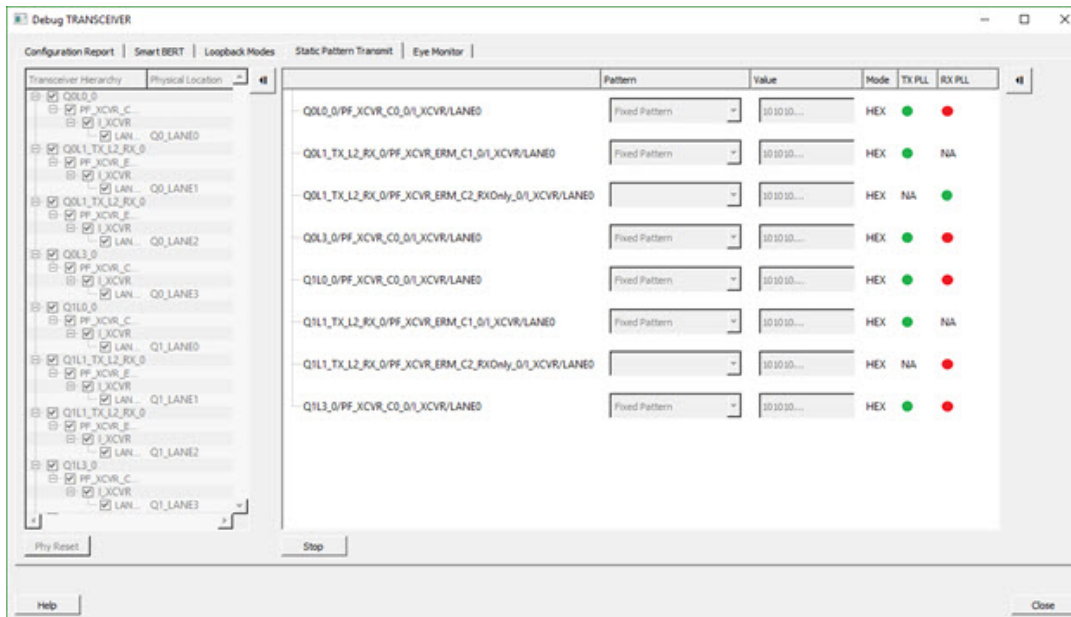 Debug TRANSCEIVER
Configuration Report Smart BERT Loopback Modes Static Pattern Transmit Eye Monitor
Transceiver Hierarchy Physical Location
Pattern Value Mode TX PLL RX PLL
Q0L0_0
PF_XCVR_C...
I_XCVR
LAN... Q0_LANE0
Q0L1_TX_L2_RX_0
PF_XCVR_E...
I_XCVR
LAN... Q0_LANE1
Q0L1_TX_L2_RX_0
PF_XCVR_E...
I_XCVR
LAN... Q0_LANE2
Q0L3_0
PF_XCVR_C...
I_XCVR
LAN... Q0_LANE3
Q1L0_0
PF_XCVR_C...
I_XCVR
LAN... Q1_LANE0
Q1L1_TX_L2_RX_0
PF_XCVR_E...
I_XCVR
LAN... Q1_LANE1
Q1L1_TX_L2_RX_0
PF_XCVR_E...
I_XCVR
LAN... Q1_LANE2
Q1L3_0
PF_XCVR_C...
I_XCVR
LAN... Q1_LANE3
Q0L0_0/PF_XCVR_C0_0/I_XCVR/LANE0 Fixed Pattern 101010.... HEX
Q0L1_TX_L2_RX_0/PF_XCVR_ERM_C1_0/I_XCVR/LANE0 Fixed Pattern 101010.... HEX NA
Q0L1_TX_L2_RX_0/PF_XCVR_ERM_C2_RXOnly_0/I_XCVR/LANE0 101010.... HEX NA
Q0L3_0/PF_XCVR_C0_0/I_XCVR/LANE0 Fixed Pattern 101010.... HEX
Q1L0_0/PF_XCVR_C0_0/I_XCVR/LANE0 Fixed Pattern 101010.... HEX
Q1L1_TX_L2_RX_0/PF_XCVR_ERM_C1_0/I_XCVR/LANE0 Fixed Pattern 101010.... HEX NA
Q1L1_TX_L2_RX_0/PF_XCVR_ERM_C2_RXOnly_0/I_XCVR/LANE0 101010.... HEX NA
Q1L3_0/PF_XCVR_C0_0/I_XCVR/LANE0 Fixed Pattern 101010.... HEX
Phy Reset Stop
Help Close